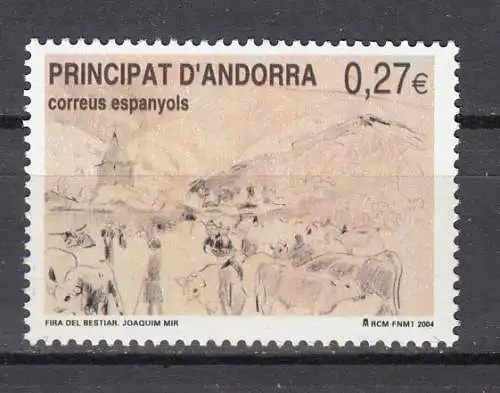 PRINCIPAT D'ANDORRA 0,27€
correus espanyols
FIRA DEL BESTIAR. JOAQUIM MIR RCM-FNMT 2004